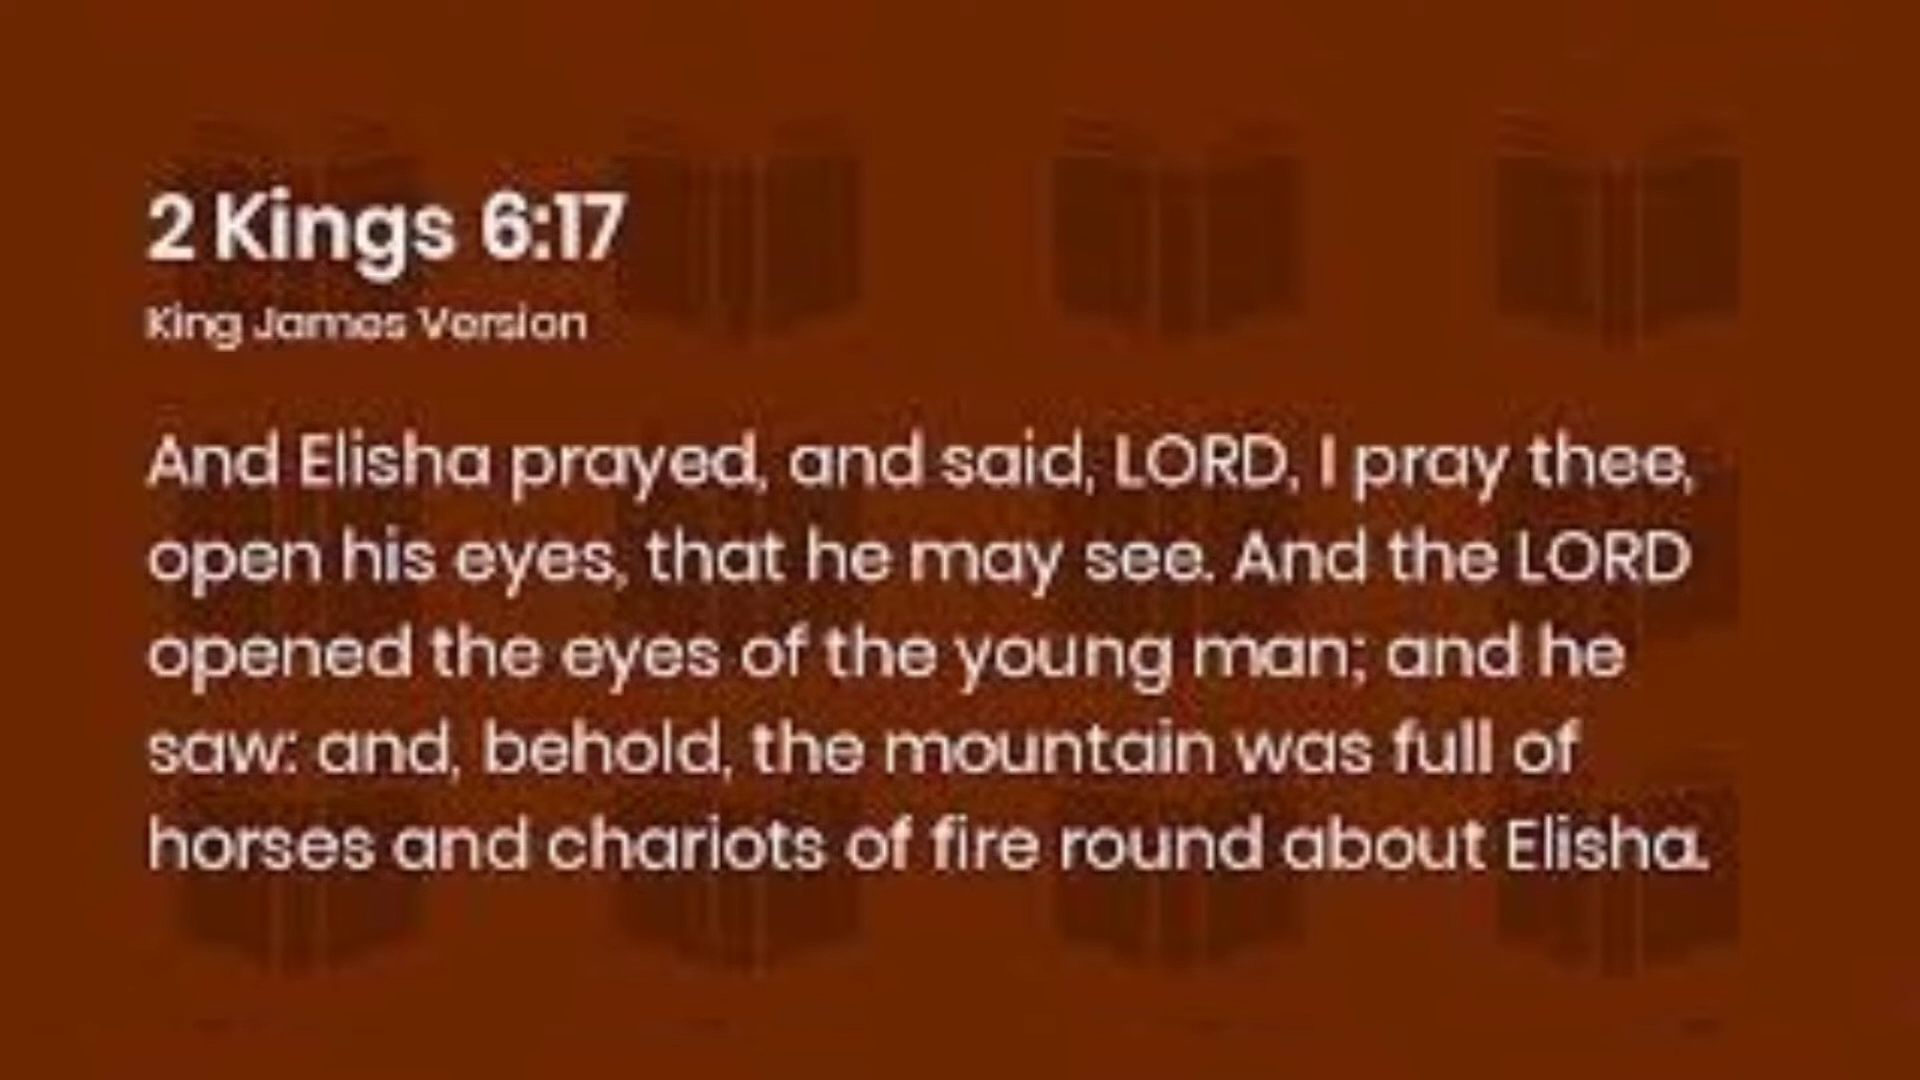 2 Kings 6:17
King James Version
And Elisha prayed, and said, LORD, I pray thee,
open his eyes, that he may see. And the LORD
opened the eyes of the young man; and he
saw: and, behold, the mountain was full of
horses and chariots of fire round about Elisha.